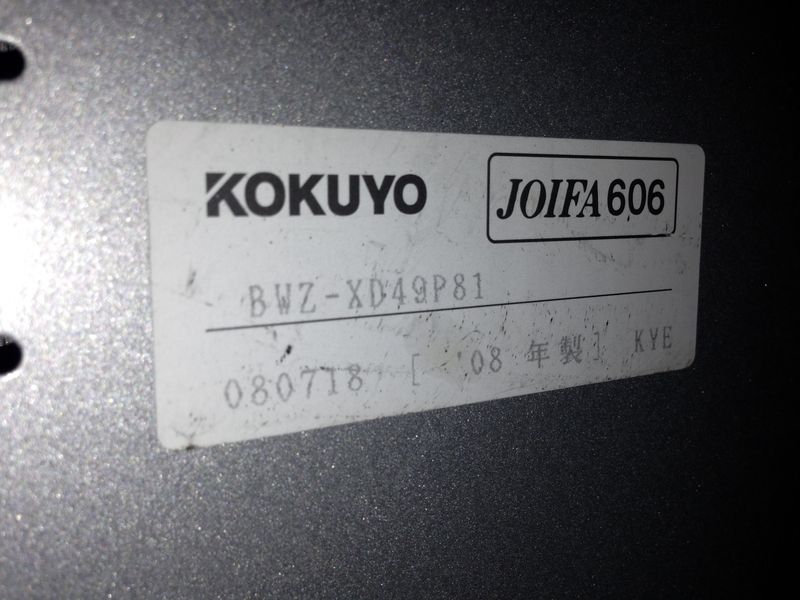 KOKUYO
JOIFA606
BWZ-XD49P81
080718 [ '08 年製] KYE